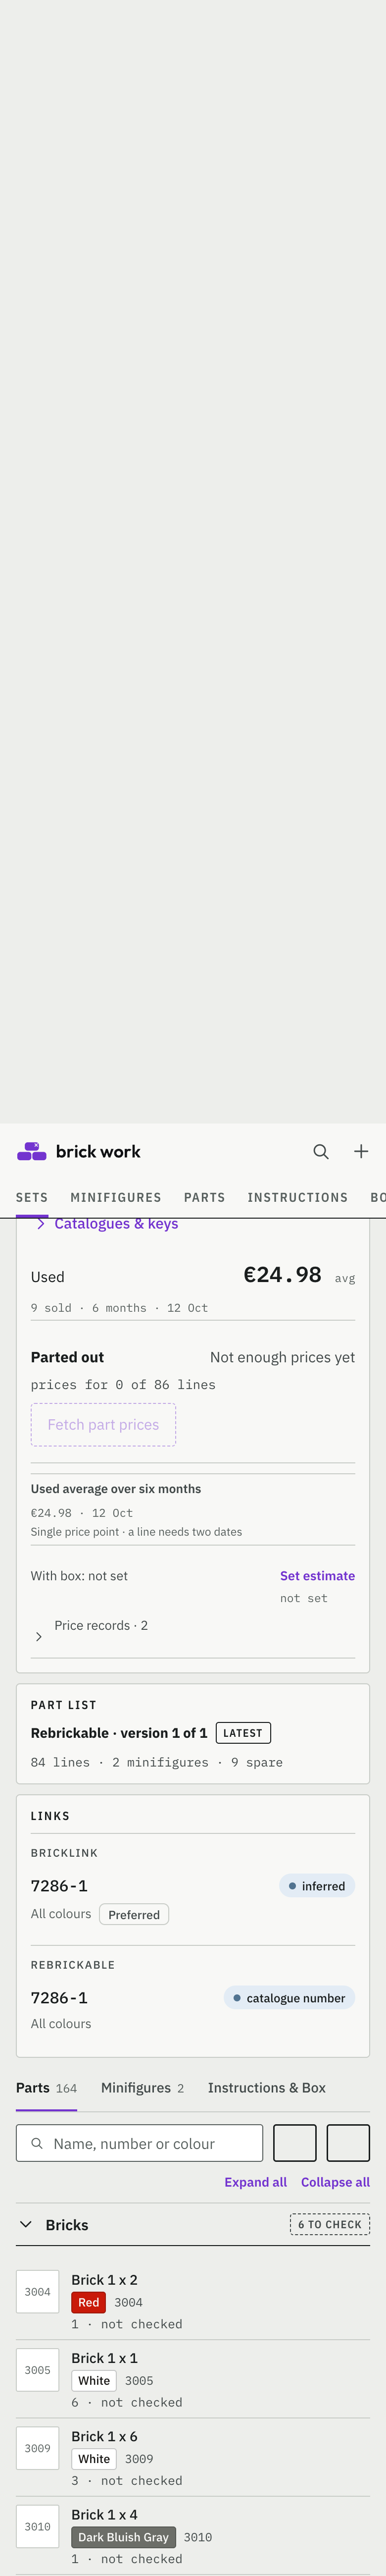 brick work
SETS MINIFIGURES PARTS INSTRUCTIONS BO
Catalogues & keys
Used €24.98 avg
9 sold · 6 months · 12 Oct
Parted out Not enough prices yet
prices for 0 of 86 lines
Fetch part prices
Used average over six months
€24.98 · 12 Oct
Single price point · a line needs two dates
With box: not set Set estimate
not set
Price records · 2
PART LIST
Rebrickable · version 1 of 1 LATEST
84 lines · 2 minifigures · 9 spare
LINKS
BRICKLINK
7286-1 inferred
All colours Preferred
REBRICKABLE
7286-1 catalogue number
All colours
Parts 164 Minifigures 2 Instructions & Box
Name, number or colour
Expand all Collapse all
Bricks 6 TO CHECK
3004 Brick 1 x 2
Red 3004
1 · not checked
3005 Brick 1 x 1
White 3005
6 · not checked
3009 Brick 1 x 6
White 3009
3 · not checked
3010 Brick 1 x 4
Dark Bluish Gray 3010
1 · not checked